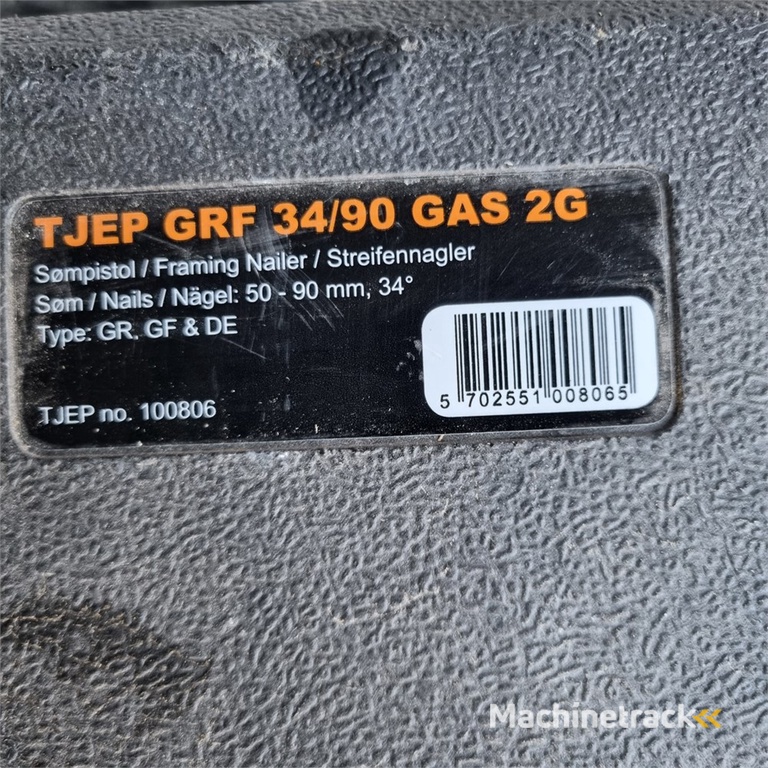 TJEP GRF 34/90 GAS 2G
Sømpistol / Framing Nailer / Streifennagler
Søm / Nails / Nägel: 50 - 90 mm, 34°
Type: GR, GF & DE
TJEP no. 100806
5 702551 008065
Machinetrack